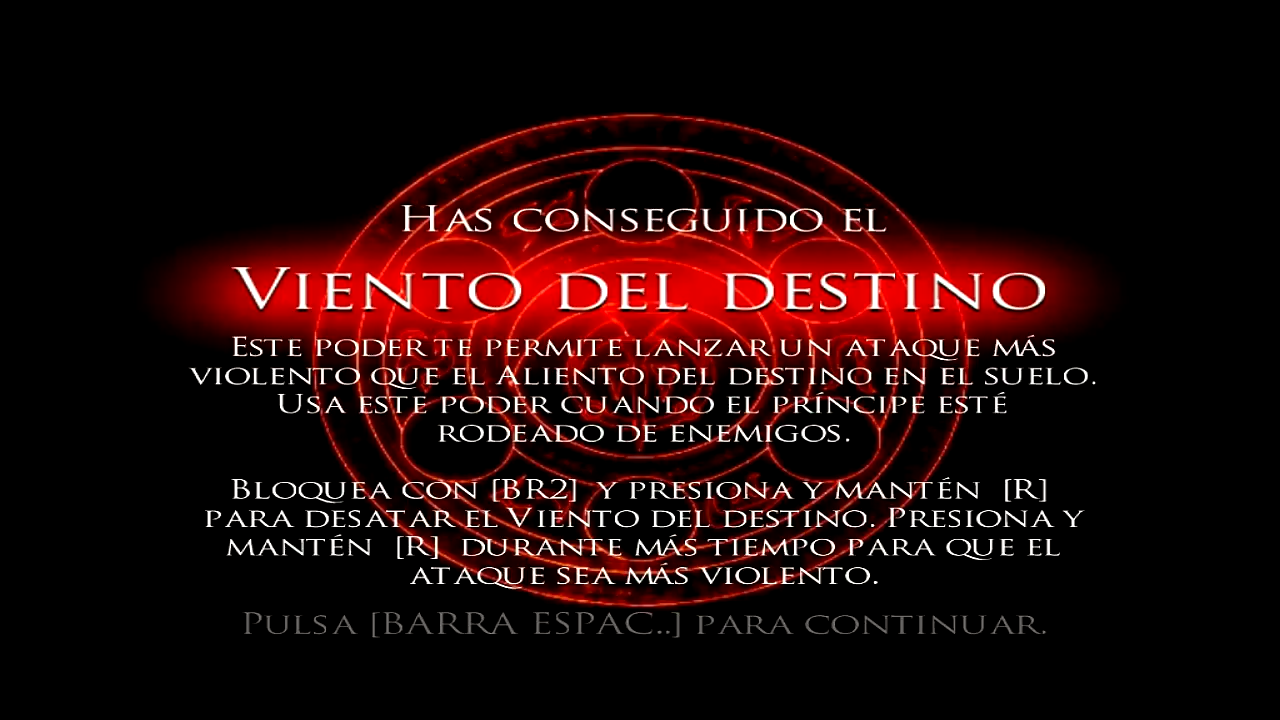 Has conseguido el
Viento del destino
Este poder te permite lanzar un ataque más
violento que el Aliento del destino en el suelo.
Usa este poder cuando el príncipe esté
rodeado de enemigos.
Bloquea con [BR2] y presiona y mantén [R]
para desatar el Viento del destino. Presiona y
mantén [R] durante más tiempo para que el
ataque sea más violento.
Pulsa [BARRA ESPAC..] para continuar.